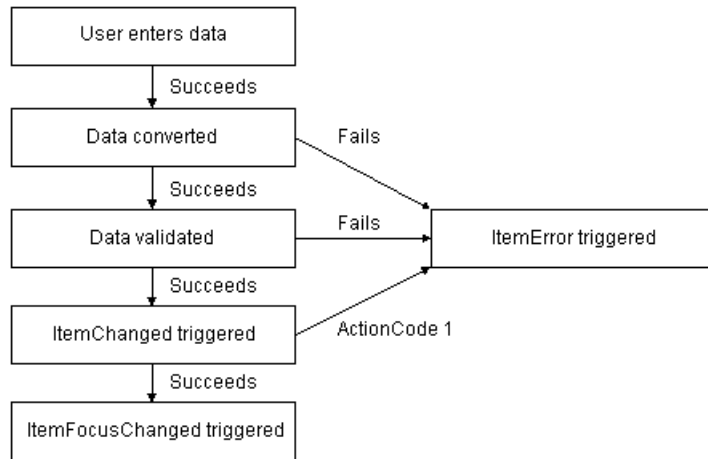 User enters data
Succeeds
Data converted
Fails
Succeeds
Data validated
Fails
ItemError triggered
Succeeds
ItemChanged triggered
ActionCode 1
Succeeds
ItemFocusChanged triggered